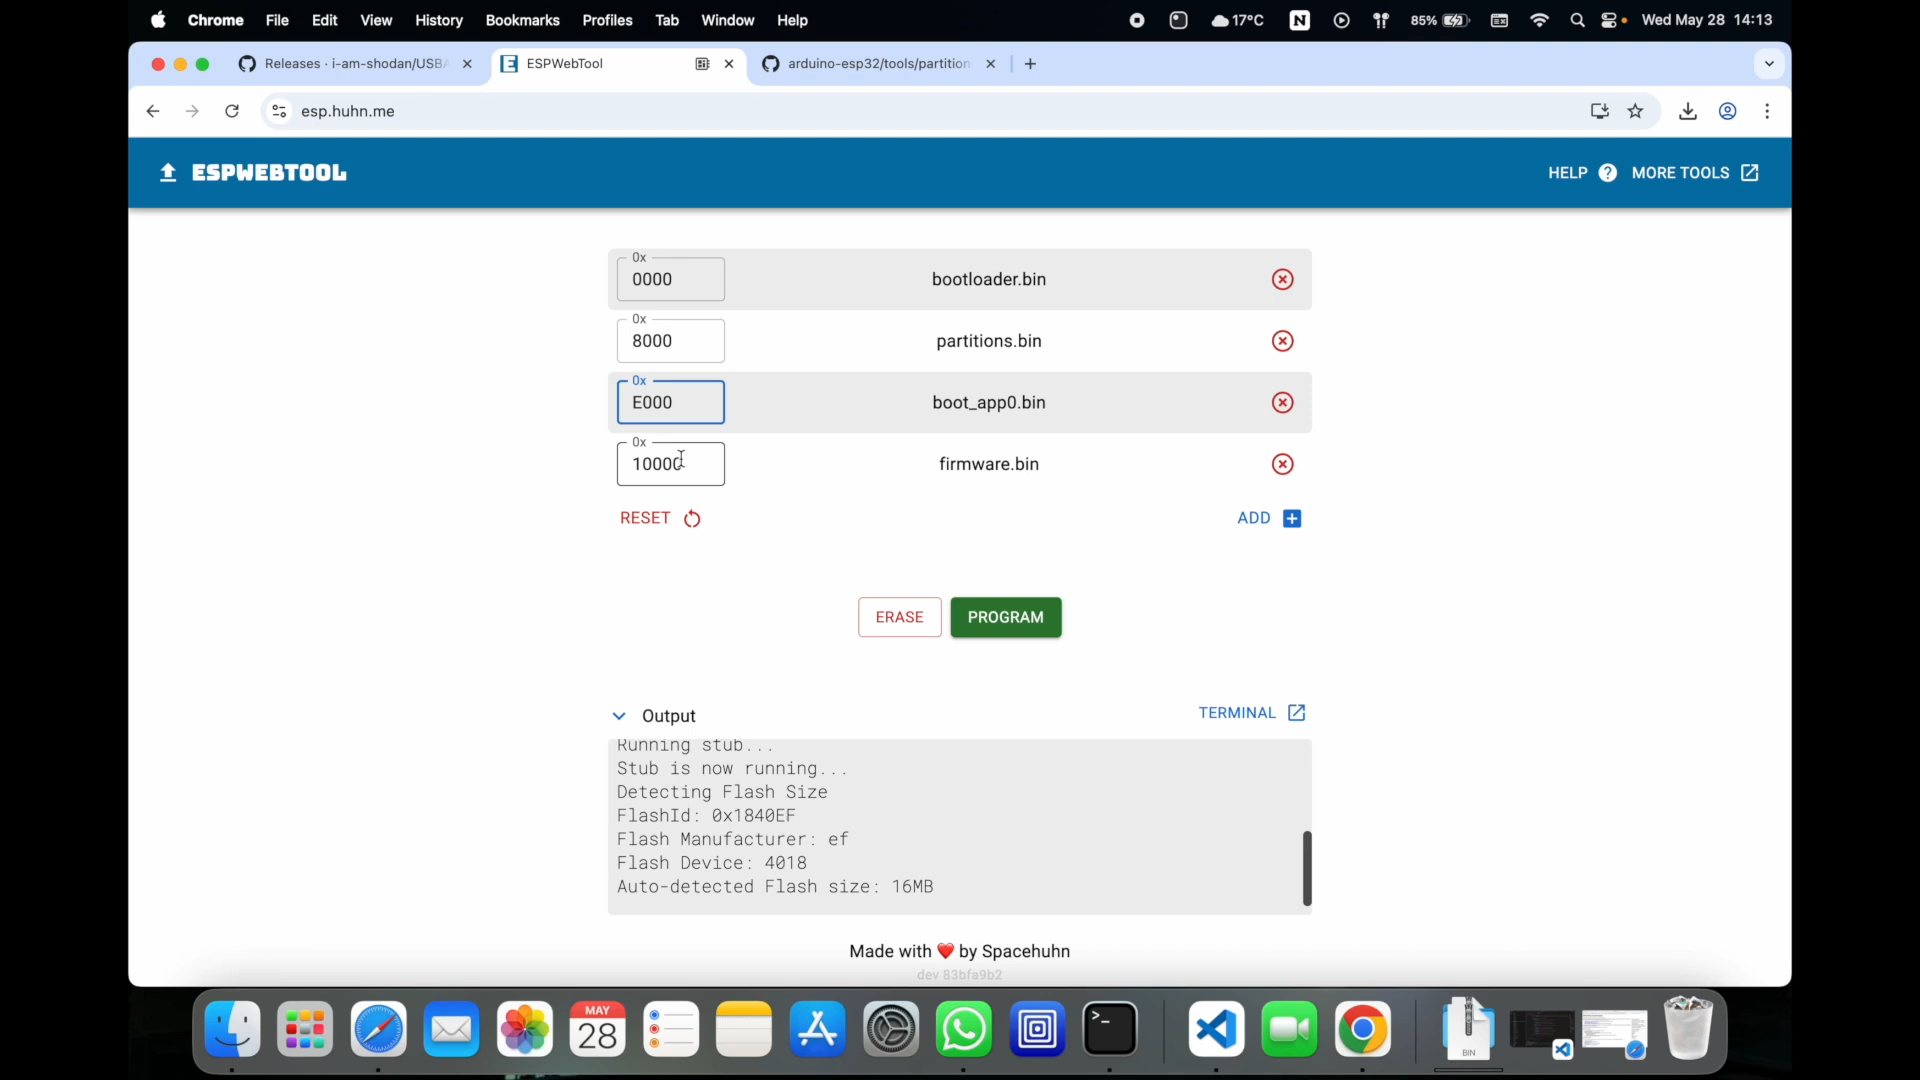 Chrome File Edit View History Bookmarks Profiles Tab Window Help 17°C 85% Wed May 28 14:13
Releases · i-am-shodan/USBA ESPWebTool arduino-esp32/tools/partition
esp.huhn.me
ESPWEBTOOL HELP MORE TOOLS
0x
0000 bootloader.bin
0x
8000 partitions.bin
0x
E000 boot_app0.bin
0x
10000 firmware.bin
RESET ADD
ERASE PROGRAM
Output TERMINAL
Running stub...
Stub is now running...
Detecting Flash Size
FlashId: 0x1840EF
Flash Manufacturer: ef
Flash Device: 4018
Auto-detected Flash size: 16MB
Made with ❤️ by Spacehuhn
dev 83bfa9b2
MAY
28
BIN